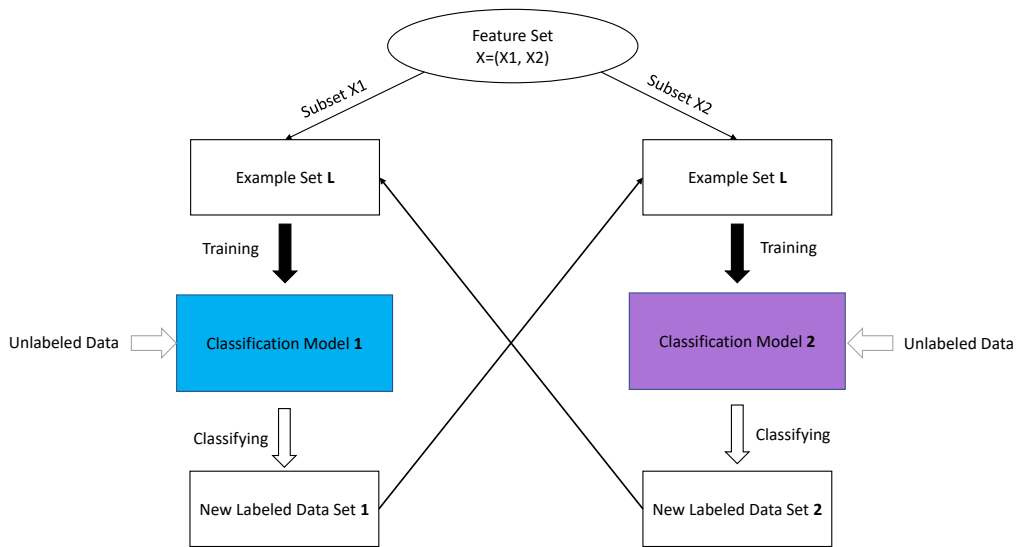 Feature Set
X=(X1, X2)
Subset X1
Subset X2
Example Set L
Example Set L
Training
Training
Unlabeled Data
Classification Model 1
Classification Model 2
Unlabeled Data
Classifying
Classifying
New Labeled Data Set 1
New Labeled Data Set 2